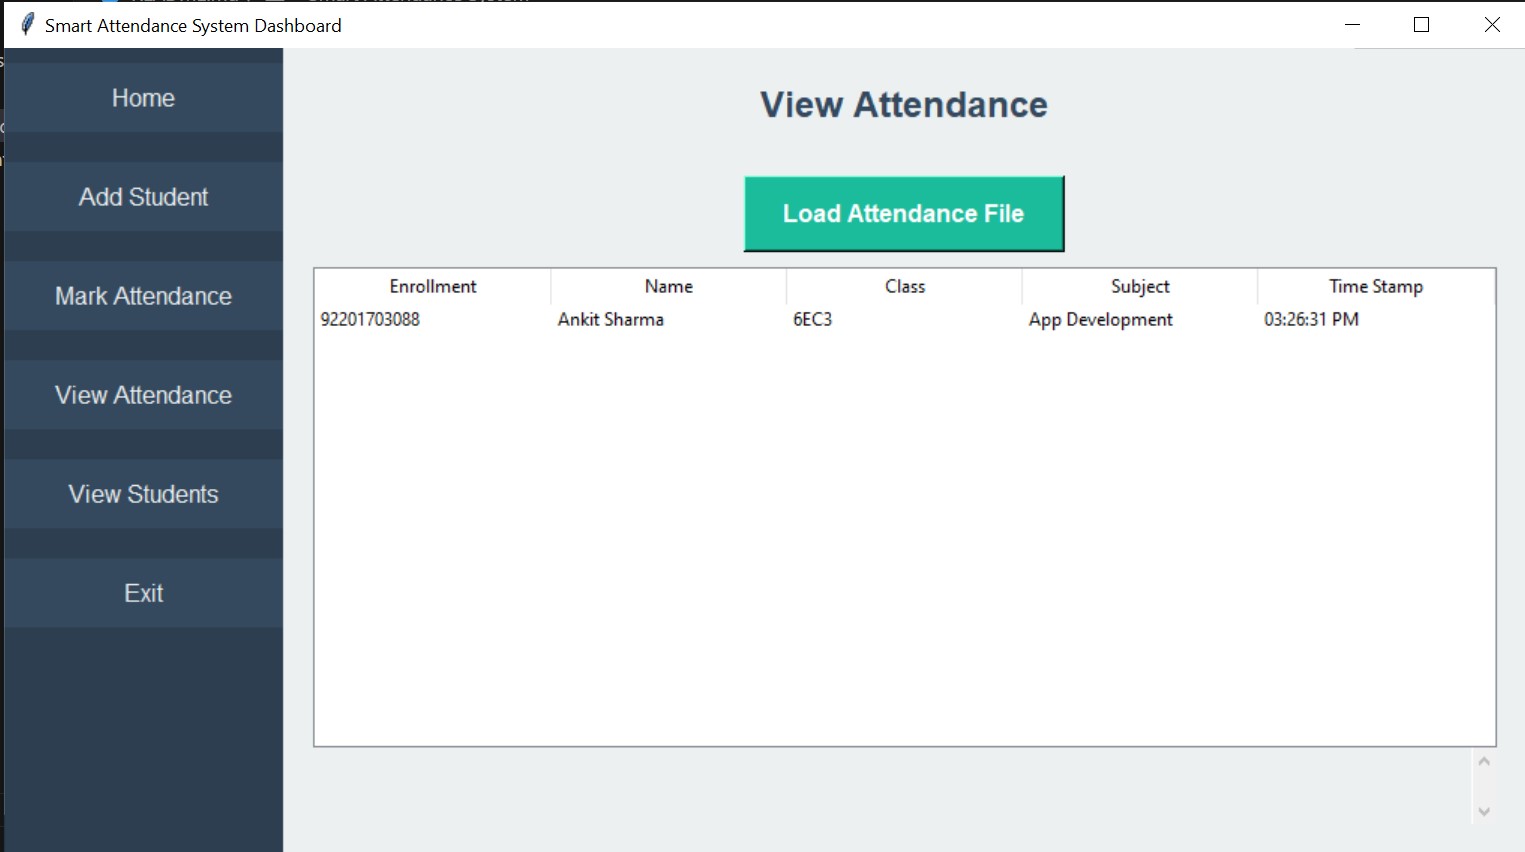 Smart Attendance System Dashboard
Home
Add Student
Mark Attendance
View Attendance
View Students
Exit
View Attendance
Load Attendance File
Enrollment Name Class Subject Time Stamp
92201703088 Ankit Sharma 6EC3 App Development 03:26:31 PM